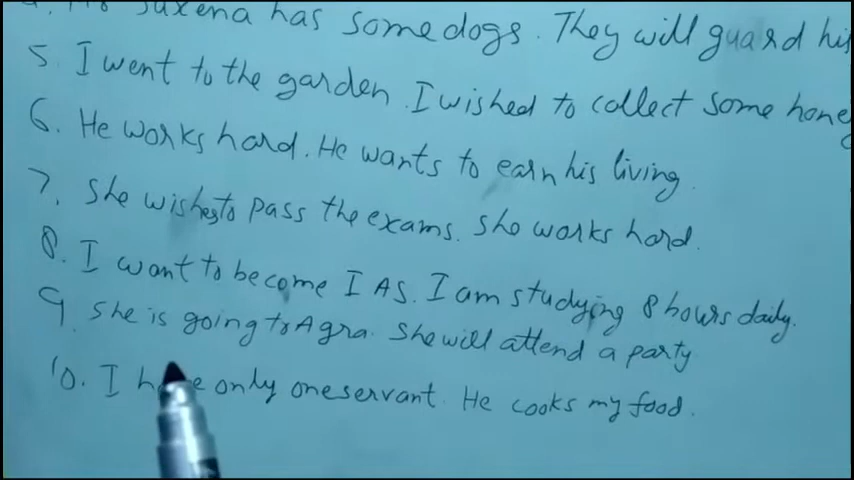 Saxena has some dogs. They will guard his
5. I went to the garden. I wished to collect some honey
6. He works hard. He wants to earn his living.
7. She wishes to pass the exams. She works hard.
8. I want to become IAS. I am studying 8 hours daily.
9. She is going to Agra. She will attend a party
10. I have only one servant. He cooks my food.